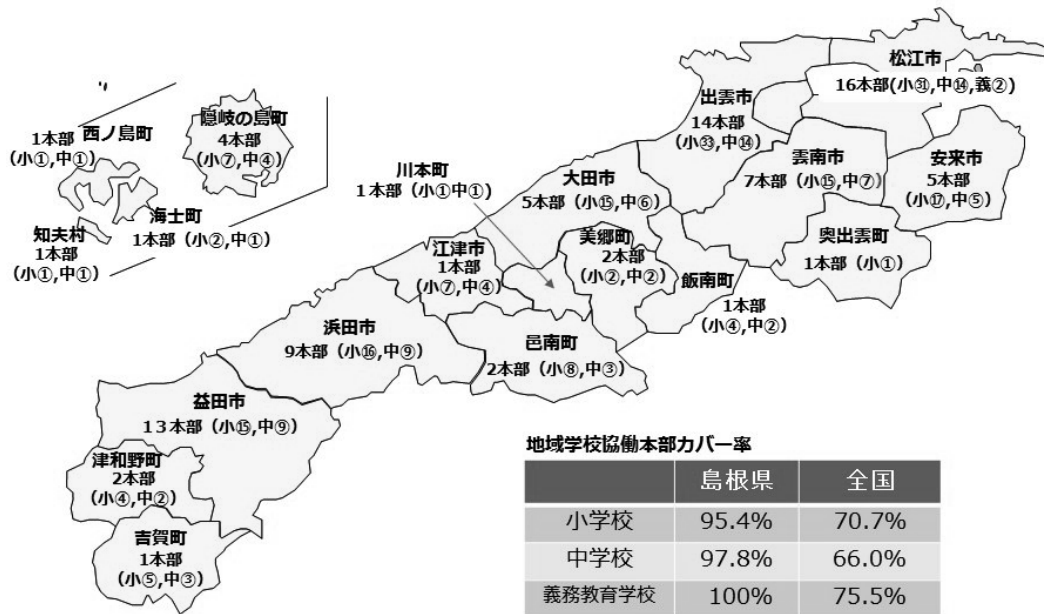 松江市
16本部(小㉛,中⑭,義②)
出雲市
14本部
(小㉝,中⑭)
雲南市
7本部（小⑮,中⑦）
安来市
5本部
(小⑰,中⑤)
奥出雲町
1本部（小①）
隠岐の島町
4本部
(小⑦,中④)
西ノ島町
1本部
(小①,中①)
海士町
1本部（小②,中①）
知夫村
1本部
(小①,中①)
川本町
1本部（小①中①）
大田市
5本部（小⑮,中⑥）
美郷町
2本部
(小②,中②)
飯南町
1本部
(小④,中②)
江津市
1本部
(小⑦,中④)
浜田市
9本部（小⑯,中⑨）
邑南町
2本部（小⑧,中③）
益田市
13本部（小⑮,中⑨）
津和野町
2本部
(小④,中②)
吉賀町
1本部
(小⑤,中③)
地域学校協働本部カバー率
島根県 全国
小学校 95.4% 70.7%
中学校 97.8% 66.0%
義務教育学校 100% 75.5%